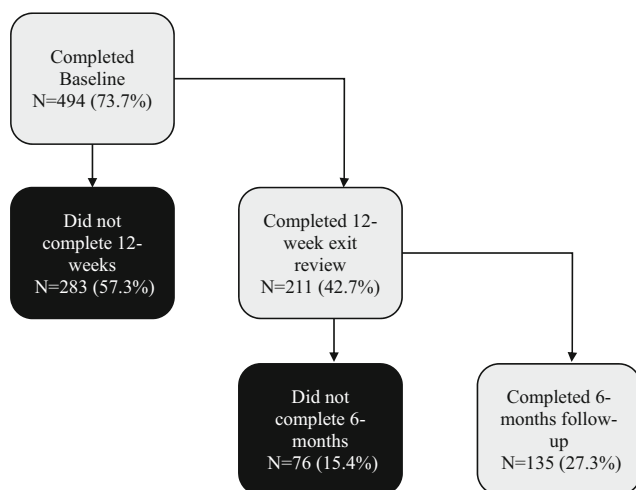 Completed
Baseline
N=494 (73.7%)
Did not
complete 12-
weeks
N=283 (57.3%)
Completed 12-
week exit
review
N=211 (42.7%)
Did not
complete 6-
months
N=76 (15.4%)
Completed 6-
months follow-
up
N=135 (27.3%)